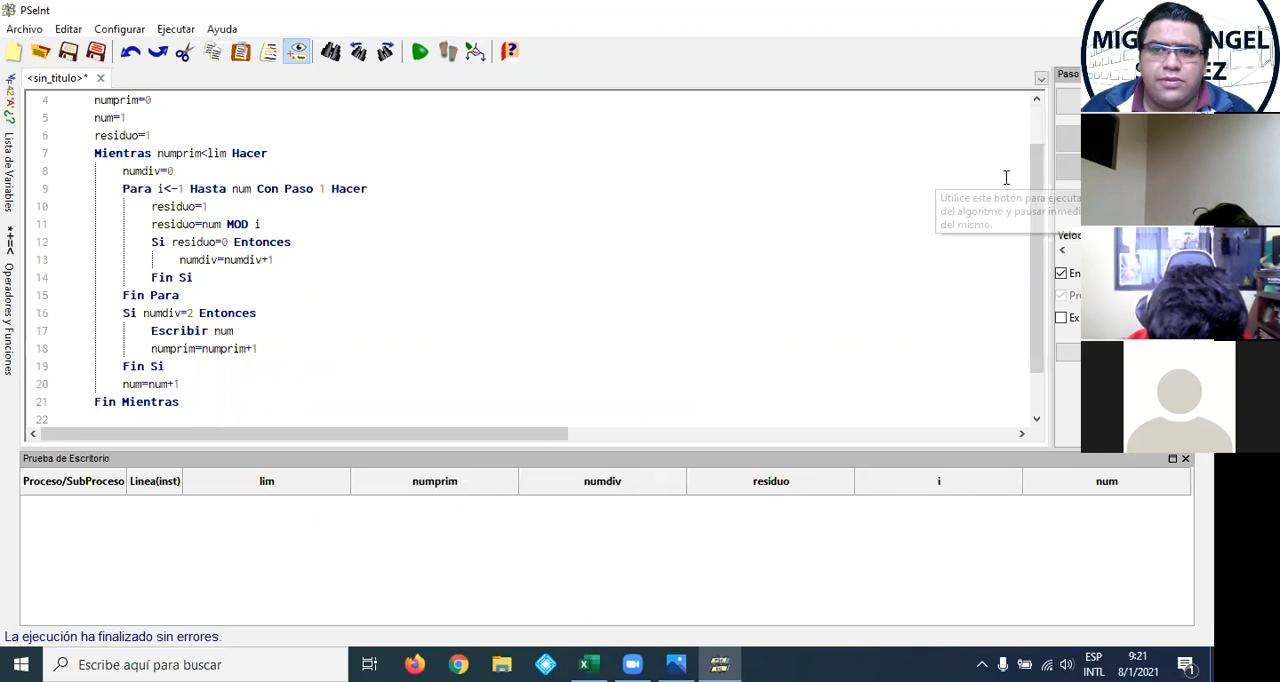 PSeInt
Archivo Editar Configurar Ejecutar Ayuda
<sin_titulo>*
Paso
4 numprim=0
5 num=1
6 residuo=1
7 Mientras numprim<lim Hacer
8 numdiv=0
9 Para i<-1 Hasta num Con Paso 1 Hacer
10 residuo=1
11 residuo=num MOD i
12 Si residuo=0 Entonces
13 numdiv=numdiv+1
14 Fin Si
15 Fin Para
16 Si numdiv=2 Entonces
17 Escribir num
18 numprim=numprim+1
19 Fin Si
20 num=num+1
21 Fin Mientras
22
Lista de Variables
Operadores y Funciones
Utilice este botón para ejecuta
del algoritmo y pausar inmedi
del mismo.
Veloc
En
Pru
Ex
MIG ANGEL
EZ
Prueba de Escritorio
Proceso/SubProceso Linea(inst) lim numprim numdiv residuo i num
La ejecución ha finalizado sin errores.
Escribe aquí para buscar
ESP
INTL
9:21
8/1/2021
1